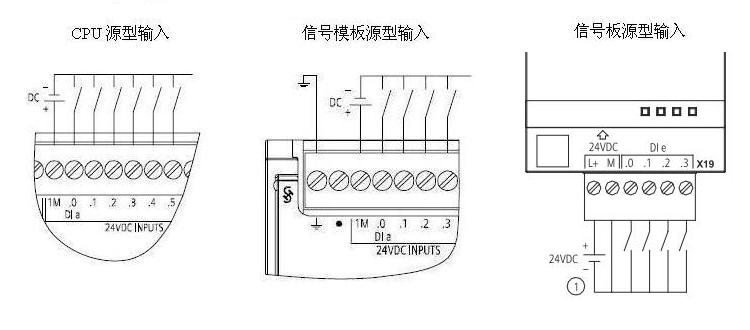 CPU 源型输入
信号模板源型输入
信号板源型输入
DC
−
+
1M .0 .1 .2 .3 .4 .5
DI a
24VDC INPUTS
DC
−
+
1M .0 .1 .2 .3
DI a
24VDC INPUTS
24VDC
DI e
L+ M .0 .1 .2 .3 X19
24VDC
+
−
1